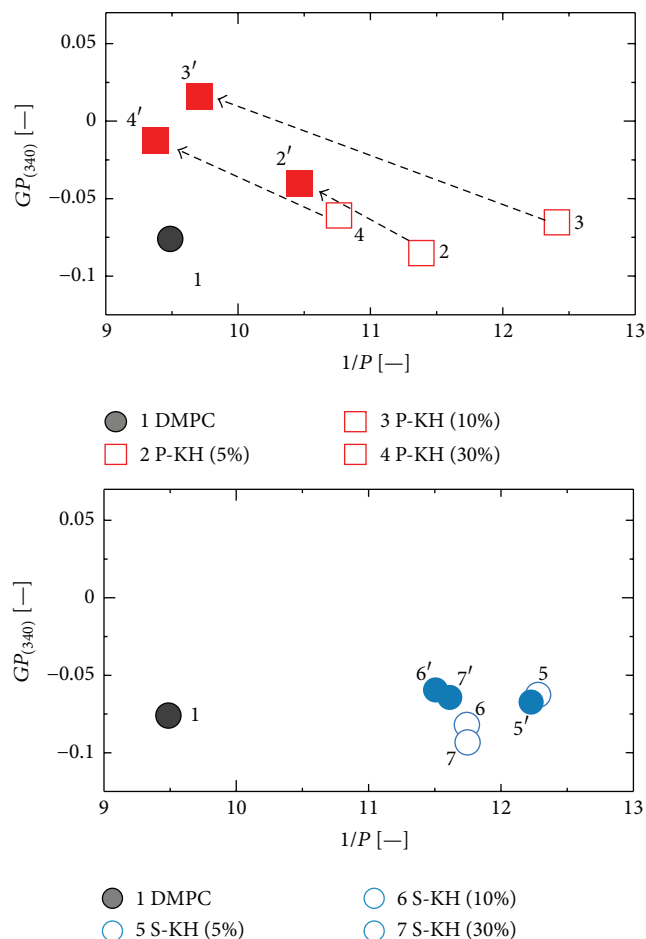 0.05
0
−0.05
−0.1
GP(340) [—]
3′
4′
2′
4
3
2
1
9
10
11
12
13
1/P [—]
1 DMPC
3 P-KH (10%)
2 P-KH (5%)
4 P-KH (30%)
0.05
0
−0.05
−0.1
GP(340) [—]
6′
7′
5
1
6
5′
7
9
10
11
12
13
1/P [—]
1 DMPC
6 S-KH (10%)
5 S-KH (5%)
7 S-KH (30%)